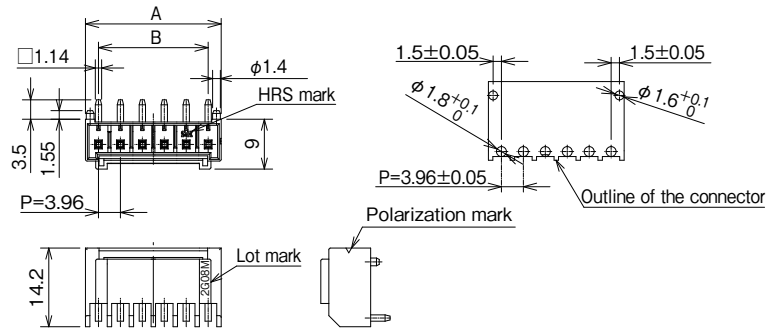 A
B
□1.14
φ1.4
HRS mark
3.5
1.55
9
P=3.96
1.5±0.05
1.5±0.05
φ1.8 +0.1 0
φ1.6 +0.1 0
P=3.96±0.05
Outline of the connector
Polarization mark
Lot mark
14.2
2G08M